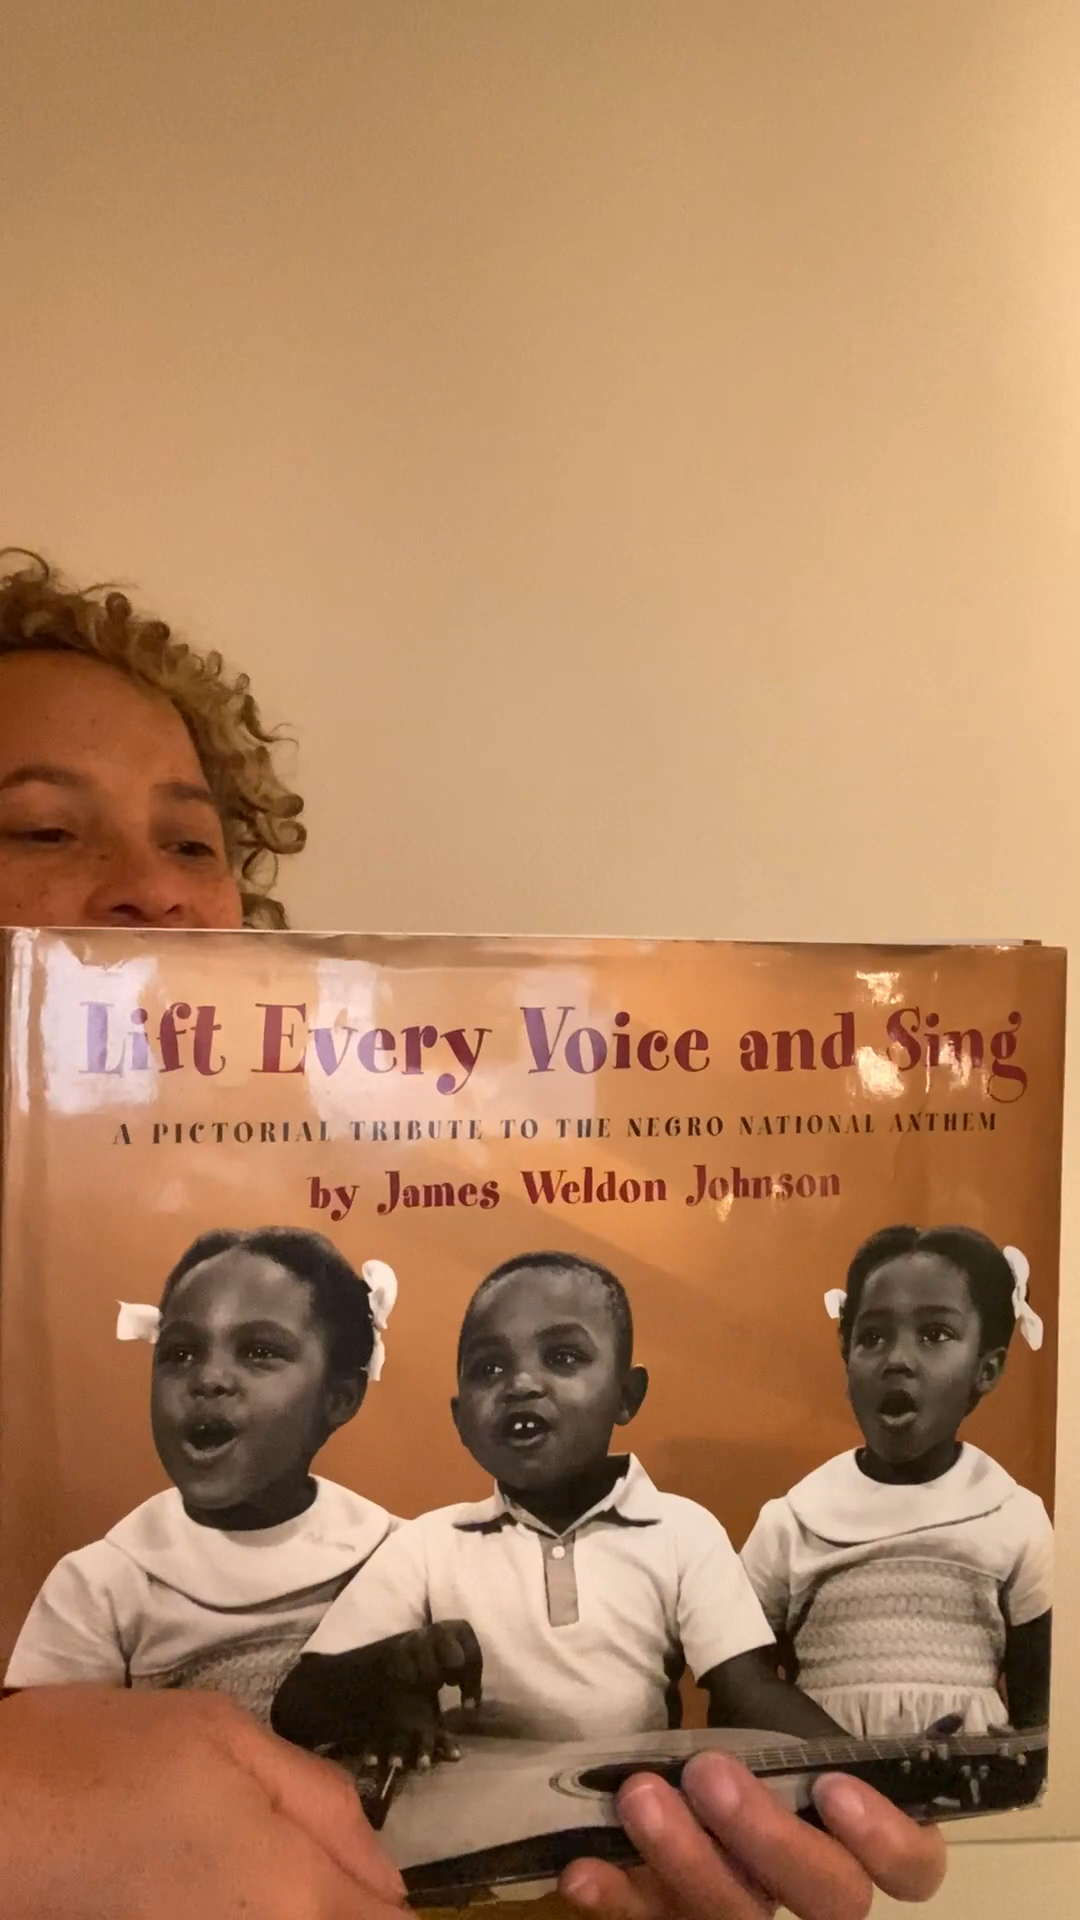 Lift Every Voice and Sing
A PICTORIAL TRIBUTE TO THE NEGRO NATIONAL ANTHEM
by James Weldon Johnson